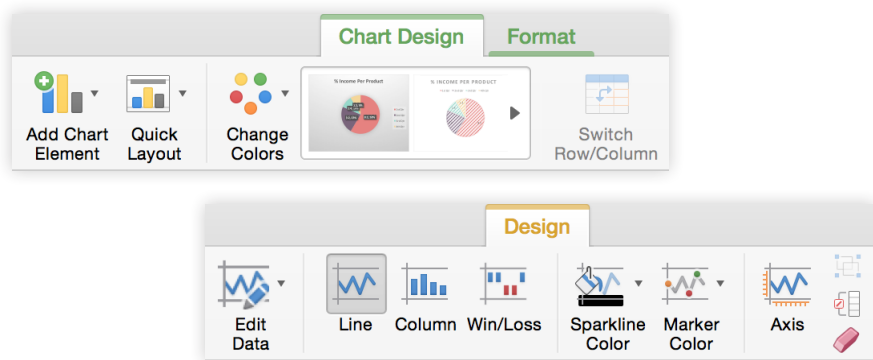 Chart Design Format
% Income Per Product
% INCOME PER PRODUCT
Add Chart
Element
Quick
Layout
Change
Colors
Switch
Row/Column
Design
Edit
Data
Line
Column
Win/Loss
Sparkline
Color
Marker
Color
Axis